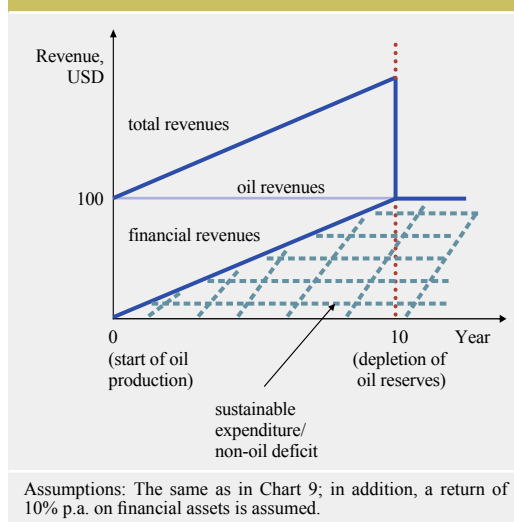 Revenue,
USD
total revenues
oil revenues
100
financial revenues
0
10
Year
(start of oil
production)
(depletion of
oil reserves)
sustainable
expenditure/
non-oil deficit
Assumptions: The same as in Chart 9; in addition, a return of
10% p.a. on financial assets is assumed.